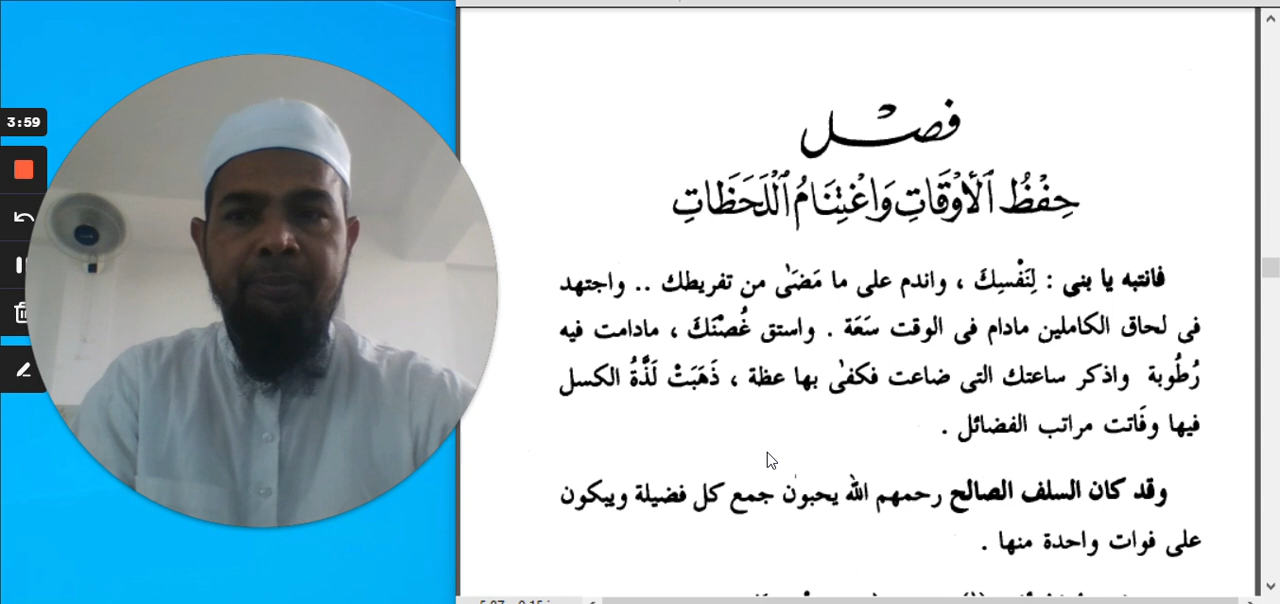 3:59
فصل
حِفْظُ ٱلْأَوْقَاتِ وَاغْتِنَامُ ٱللَّحَظَاتِ
فانتبه يا بنى : لِنَفْسِكَ ، واندم على ما مَضَىٰ من تفريطك .. واجتهد
فى لحاق الكاملين مادام فى الوقت سَعَة . واستق غُصْنَكَ ، مادامت فيه
رُطُوبة واذكر ساعتك التى ضاعت فكفىٰ بها عظة ، ذَهَبَتْ لَذَّةُ الكسل
فيها وفَاتت مراتب الفضائل .
وقد كان السلف الصالح رحمهم الله يحبون جمع كل فضيلة ويبكون
على فوات واحدة منها .